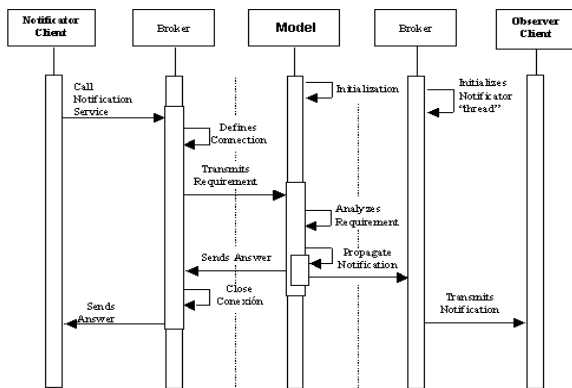 Notificator
Client
Broker
Model
Broker
Observer
Client
Call
Notification
Service
Initialization
Initializes
Notificator
"thread"
Defines
Connection
Transmits
Requirement
Analyzes
Requirement
Sends Answer
Propagate
Notification
Close
Conexión
Sends
Answer
Transmits
Notification